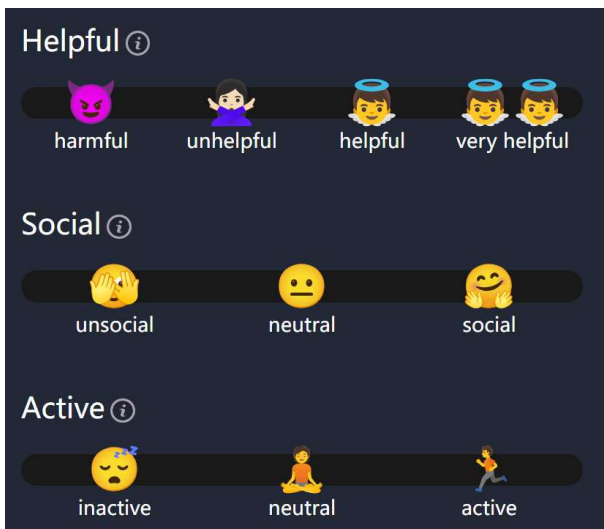 Helpful
harmful unhelpful helpful very helpful
Social
unsocial neutral social
Active
inactive neutral active